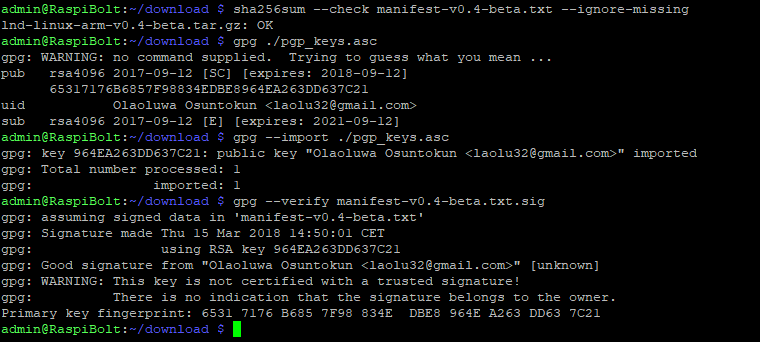 admin@RaspiBolt:~/download $ sha256sum --check manifest-v0.4-beta.txt --ignore-missing
lnd-linux-arm-v0.4-beta.tar.gz: OK
admin@RaspiBolt:~/download $ gpg ./pgp_keys.asc
gpg: WARNING: no command supplied.  Trying to guess what you mean ...
pub   rsa4096 2017-09-12 [SC] [expires: 2018-09-12]
      65317176B6857F98834EDBE8964EA263DD637C21
uid           Olaoluwa Osuntokun <laolu32@gmail.com>
sub   rsa4096 2017-09-12 [E] [expires: 2021-09-12]
admin@RaspiBolt:~/download $ gpg --import ./pgp_keys.asc
gpg: key 964EA263DD637C21: public key "Olaoluwa Osuntokun <laolu32@gmail.com>" imported
gpg: Total number processed: 1
gpg:               imported: 1
admin@RaspiBolt:~/download $ gpg --verify manifest-v0.4-beta.txt.sig
gpg: assuming signed data in 'manifest-v0.4-beta.txt'
gpg: Signature made Thu 15 Mar 2018 14:50:01 CET
gpg:                using RSA key 964EA263DD637C21
gpg: Good signature from "Olaoluwa Osuntokun <laolu32@gmail.com>" [unknown]
gpg: WARNING: This key is not certified with a trusted signature!
gpg:          There is no indication that the signature belongs to the owner.
Primary key fingerprint: 6531 7176 B685 7F98 834E  DBE8 964E A263 DD63 7C21
admin@RaspiBolt:~/download $